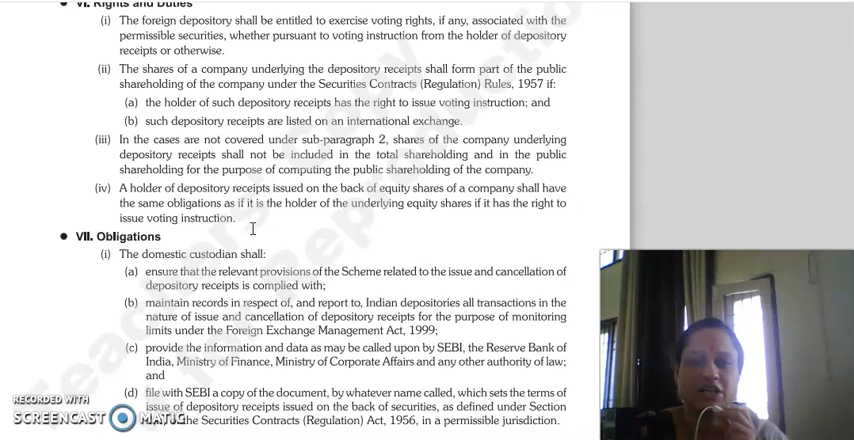 VI. Rights and Duties
(i) The foreign depository shall be entitled to exercise voting rights, if any, associated with the
permissible securities, whether pursuant to voting instruction from the holder of depository
receipts or otherwise.
(ii) The shares of a company underlying the depository receipts shall form part of the public
shareholding of the company under the Securities Contracts (Regulation) Rules, 1957 if:
(a) the holder of such depository receipts has the right to issue voting instruction; and
(b) such depository receipts are listed on an international exchange.
(iii) In the cases are not covered under sub-paragraph 2, shares of the company underlying
depository receipts shall not be included in the total shareholding and in the public
shareholding for the purpose of computing the public shareholding of the company.
(iv) A holder of depository receipts issued on the back of equity shares of a company shall have
the same obligations as if it is the holder of the underlying equity shares if it has the right to
issue voting instruction.
VII. Obligations
(i) The domestic custodian shall:
(a) ensure that the relevant provisions of the Scheme related to the issue and cancellation of
depository receipts is complied with;
(b) maintain records in respect of, and report to, Indian depositories all transactions in the
nature of issue and cancellation of depository receipts for the purpose of monitoring
limits under the Foreign Exchange Management Act, 1999;
(c) provide the information and data as may be called upon by SEBI, the Reserve Bank of
India, Ministry of Finance, Ministry of Corporate Affairs and any other authority of law;
and
(d) file with SEBI a copy of the document, by whatever name called, which sets the terms of
issue of depository receipts issued on the back of securities, as defined under Section
the Securities Contracts (Regulation) Act, 1956, in a permissible jurisdiction.
Teachers' Copy
Reproduction
RECORDED WITH
SCREENCAST MATIC